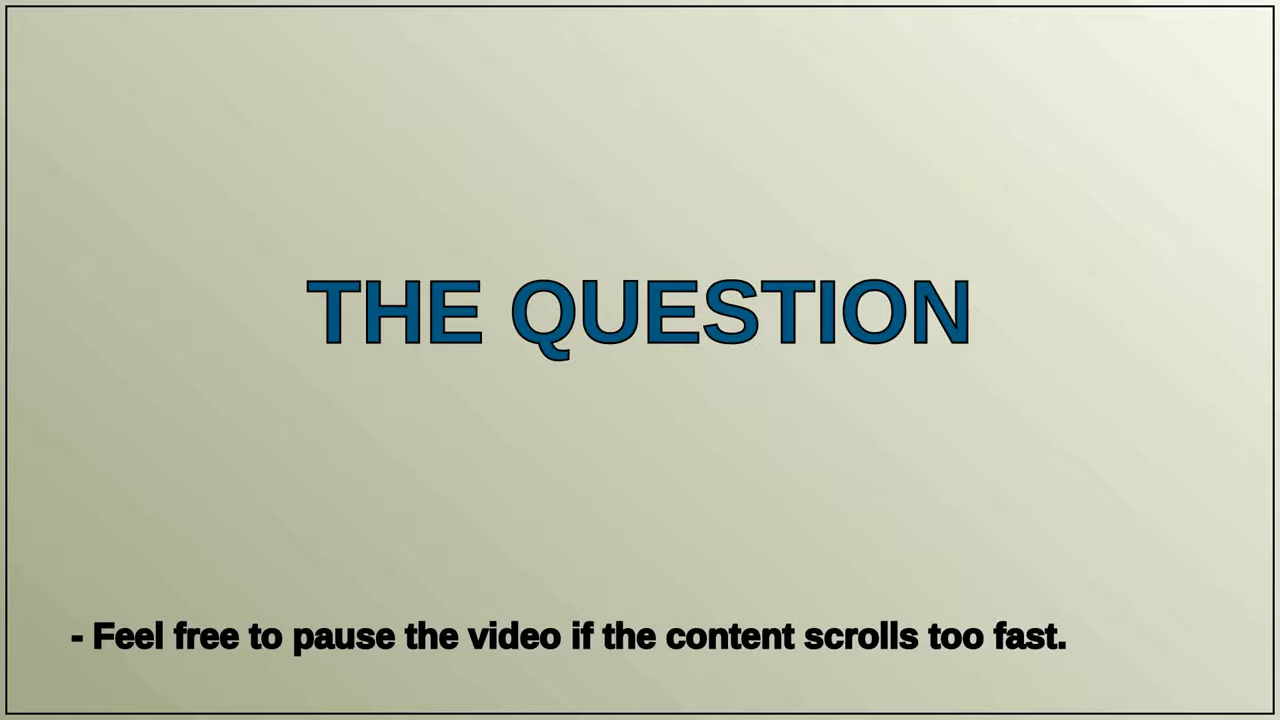 THE QUESTION
- Feel free to pause the video if the content scrolls too fast.